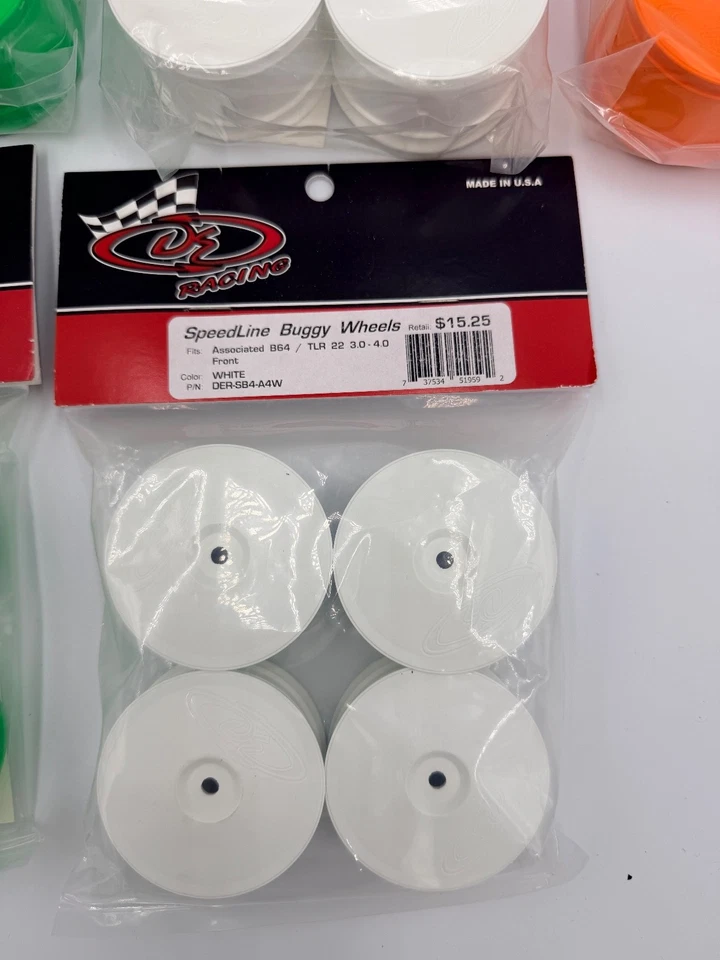 MADE IN U.S.A
DE
RACING
SpeedLine Buggy Wheels Retail: $15.25
Fits: Associated B64 / TLR 22 3.0 - 4.0
Front
Color: WHITE
P/N: DER-SB4-A4W
7 37534 51959 2